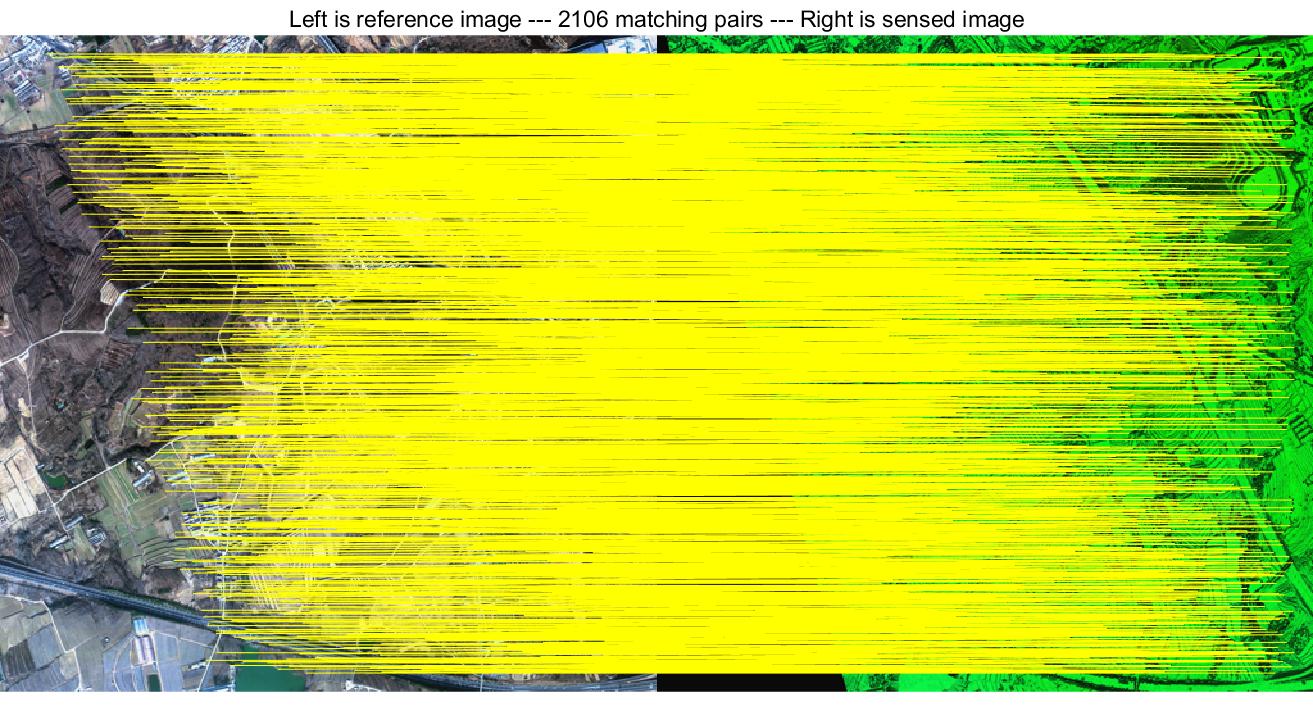 Left is reference image --- 2106 matching pairs --- Right is sensed image